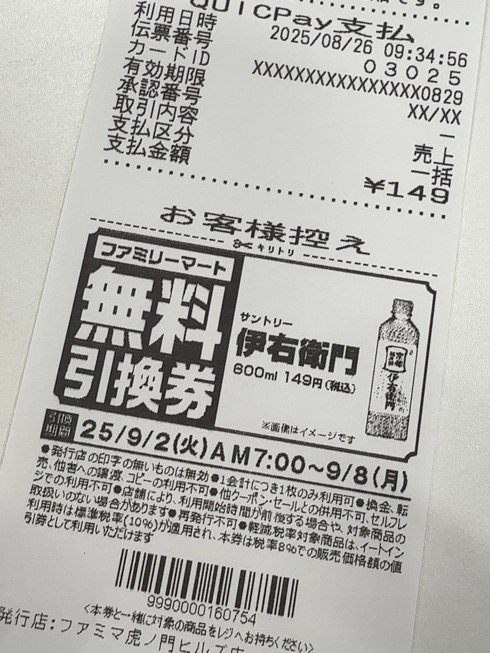 QUICPay支払
利用日時 2025/08/26 09:34:56
伝票番号 03025
カードID XXXXXXXXXXXXXXXX0829
有効期限 XX/XX
承認番号 ―
取引内容 売上
支払区分 一括
支払金額 ¥149
お客様控え
キリトリ
ファミリーマート
無料
引換券
サントリー
伊右衛門
600ml 149円(税込)
※画像はイメージです
引換期間 25/9/2(火)AM7:00~9/8(月)
●発行店の印字の無いものは無効●1会計につき1枚のみ利用可●換金、転
売、他者への譲渡、コピーの利用不可●他クーポン・セールとの併用不可、セルフレ
ジでの利用不可●店舗により、利用開始時間が前後する場合や、対象商品の
取扱いのない場合があります●再発行不可●軽減税率対象商品は、イートイン
利用時は標準税率(10%)が適用され、本券は税率8%での販売価格額の値
引券として利用いただけます
9990000160754
<本券と一緒に対象の商品をレジへお持ちください>
発行店:ファミマ虎ノ門ヒルズ